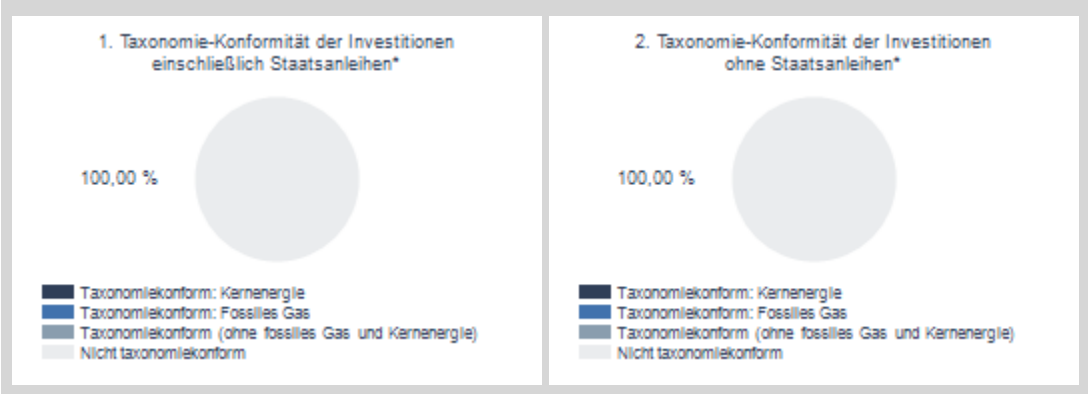 1. Taxonomie-Konformität der Investitionen
einschließlich Staatsanleihen*
100,00 %
Taxonomiekonform: Kernenergie
Taxonomiekonform: Fossiles Gas
Taxonomiekonform (ohne fossiles Gas und Kernenergie)
Nicht taxonomiekonform
2. Taxonomie-Konformität der Investitionen
ohne Staatsanleihen*
100,00 %
Taxonomiekonform: Kernenergie
Taxonomiekonform: Fossiles Gas
Taxonomiekonform (ohne fossiles Gas und Kernenergie)
Nicht taxonomiekonform